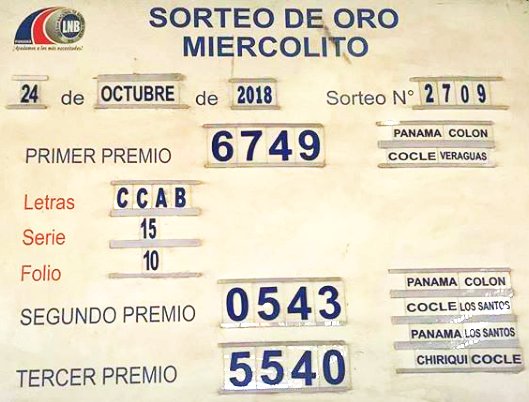 SORTEO DE ORO
MIERCOLITO
LNB
PANAMÁ
¡Ayudamos a los más necesitados!
24 de OCTUBRE de 2018 Sorteo N° 2709
PRIMER PREMIO 6749
PANAMA COLON
COCLE VERAGUAS
Letras CCAB
Serie 15
Folio 10
SEGUNDO PREMIO 0543
PANAMA COLON
COCLE LOS SANTOS
TERCER PREMIO 5540
PANAMA LOS SANTOS
CHIRIQUI COCLE